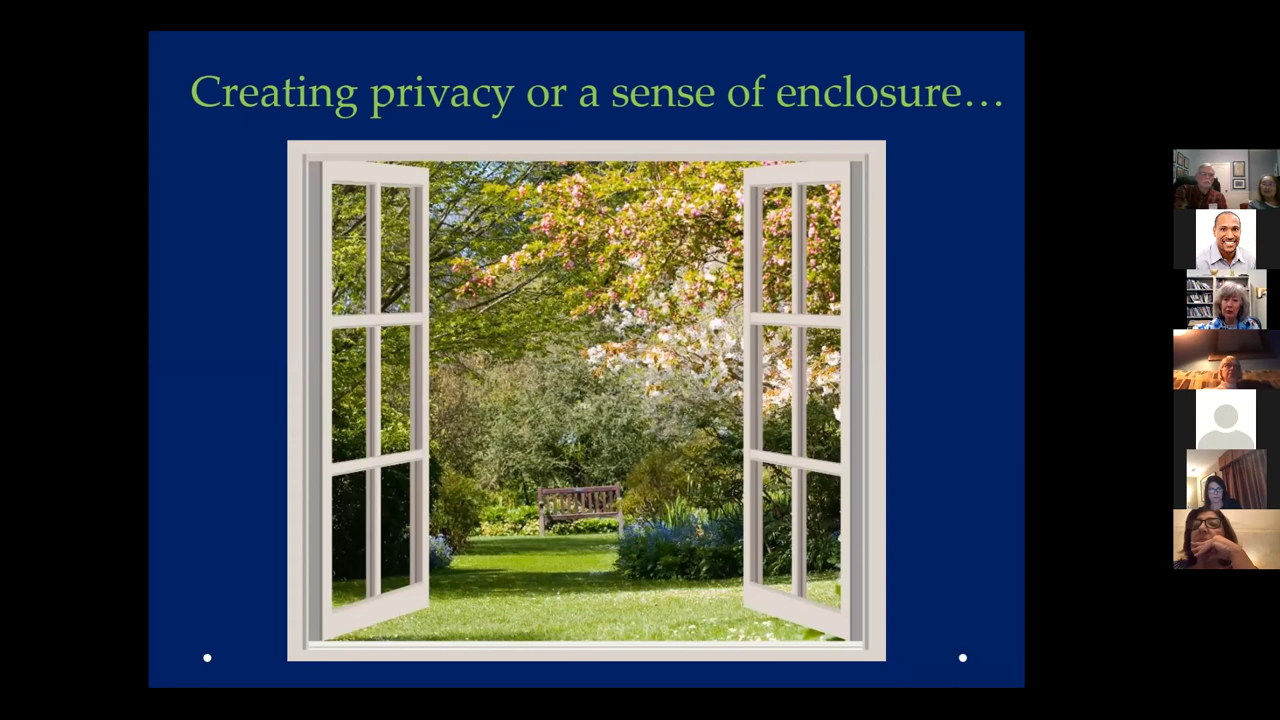 Creating privacy or a sense of enclosure…